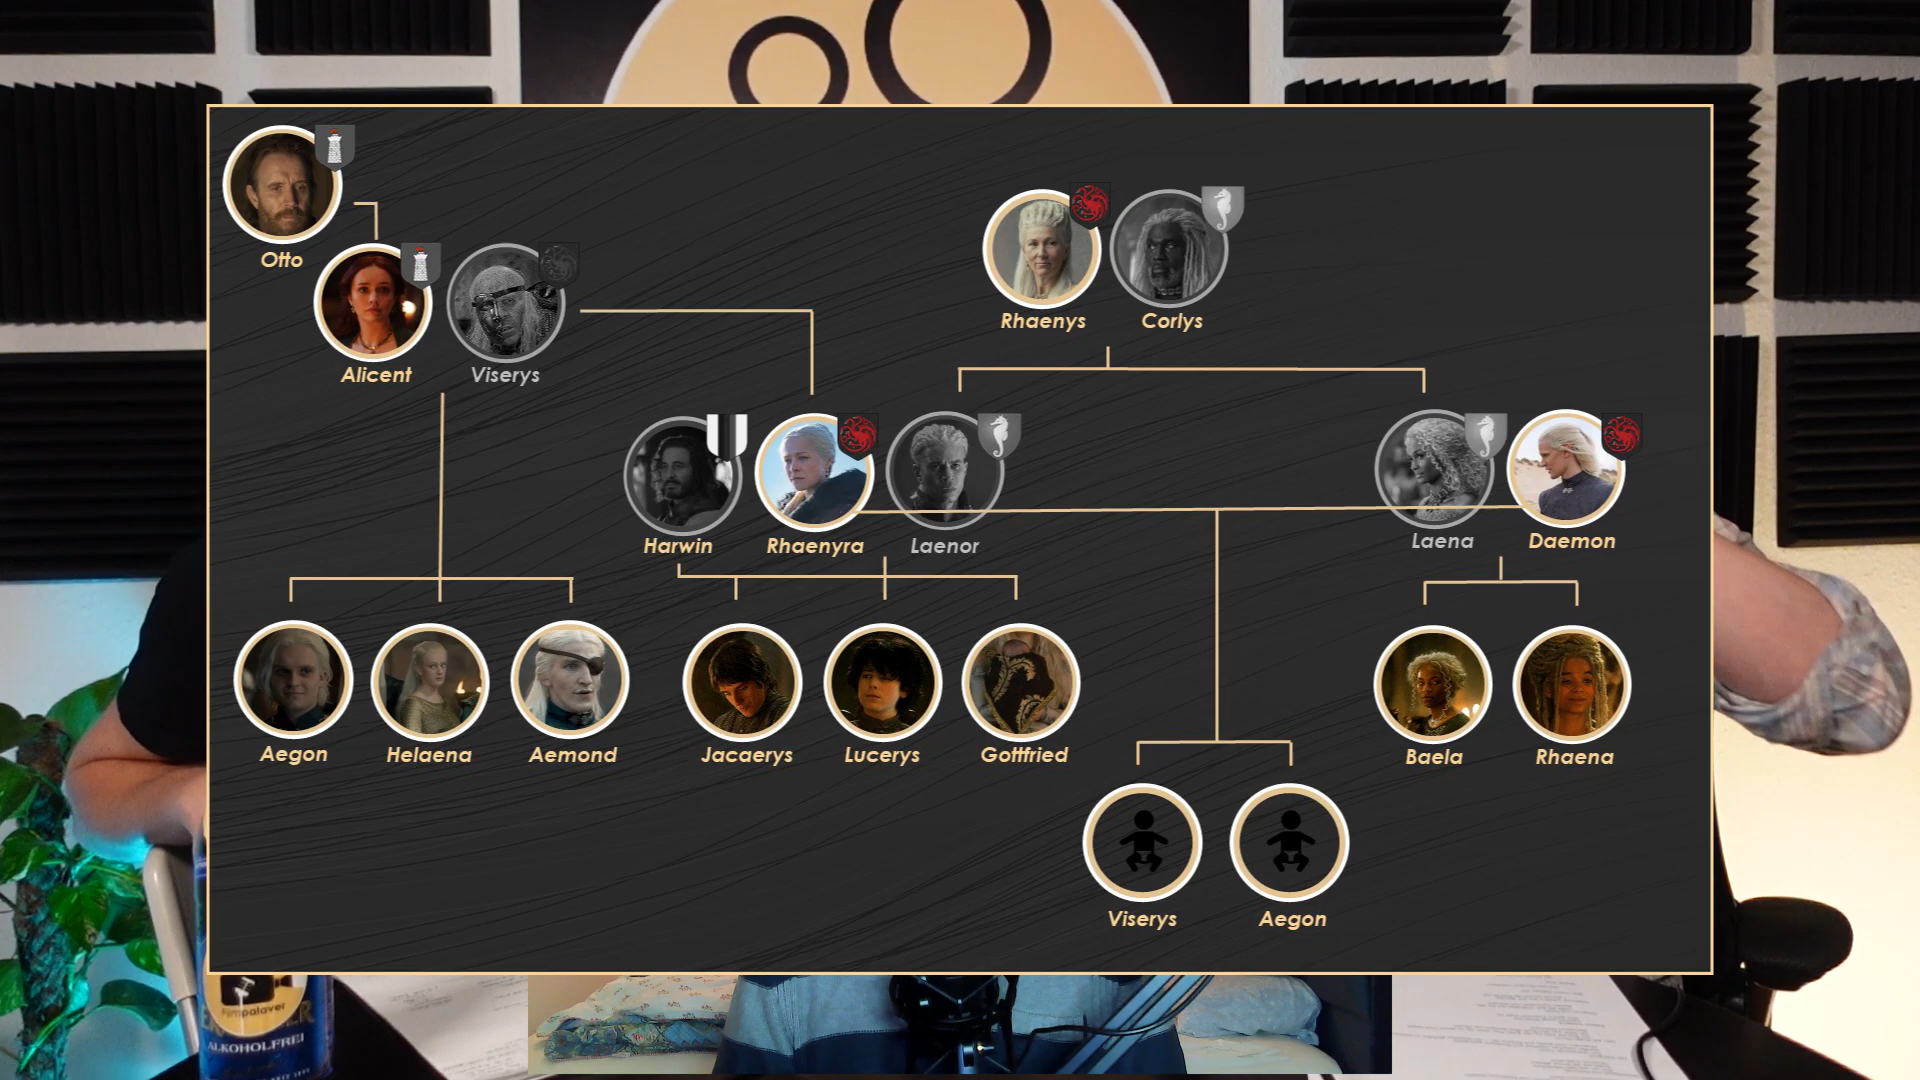 Otto
Rhaenys
Corlys
Alicent
Viserys
Harwin
Rhaenyra
Laenor
Laena
Daemon
Aegon
Helaena
Aemond
Jacaerys
Lucerys
Gottfried
Baela
Rhaena
Viserys
Aegon
Filmpalaver
ALKOHOLFREI